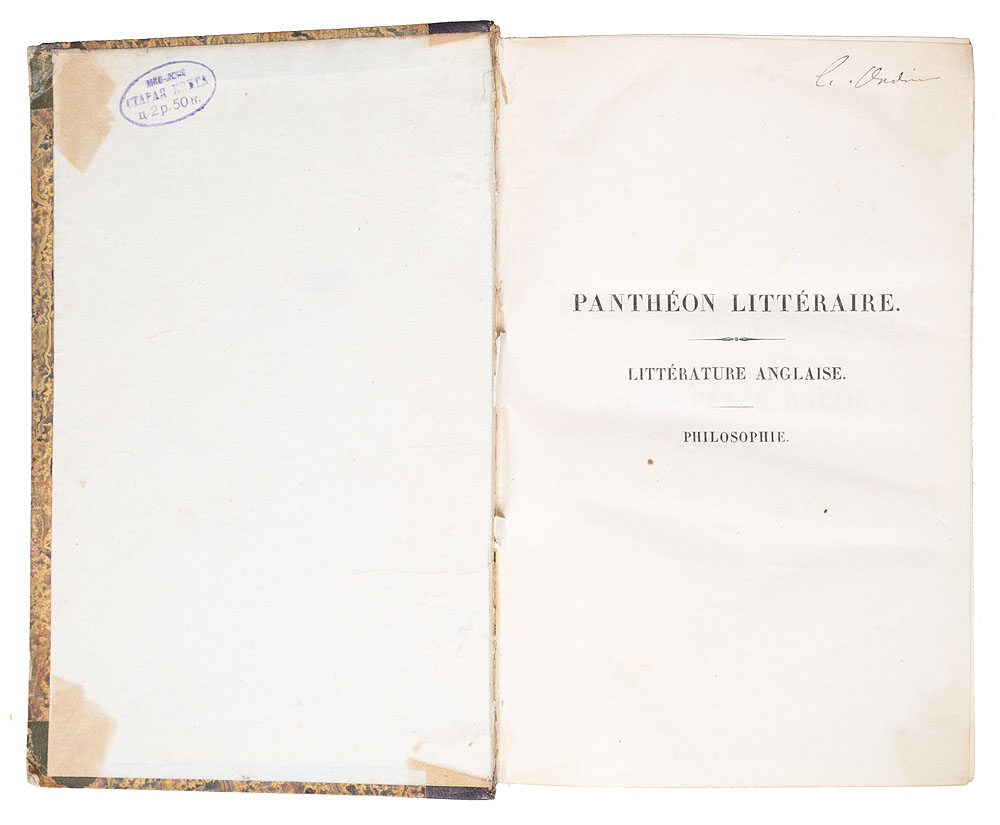 СТАРАЯ КНИГА
Ц. 2 р. 50 к.
PANTHÉON LITTÉRAIRE.
LITTÉRATURE ANGLAISE.
PHILOSOPHIE.